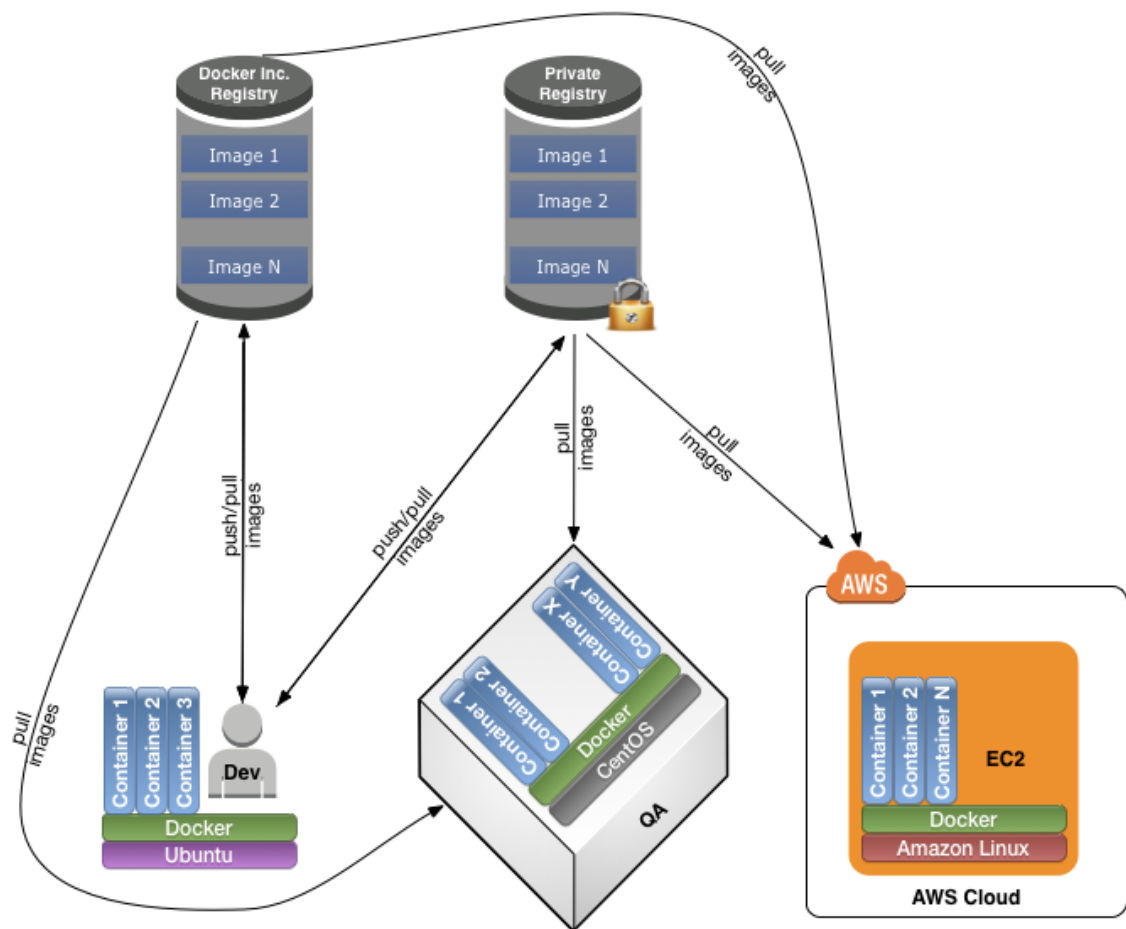 Docker Inc.
Registry
Image 1
Image 2
Image N
Private
Registry
Image 1
Image 2
Image N
pull
images
push/pull
images
push/pull
images
pull
images
pull
images
pull
images
Container 1
Container 2
Container 3
Dev
Docker
Ubuntu
Container 1
Container 2
Container X
Container Y
Docker
CentOS
QA
AWS
Container 1
Container 2
Container N
EC2
Docker
Amazon Linux
AWS Cloud